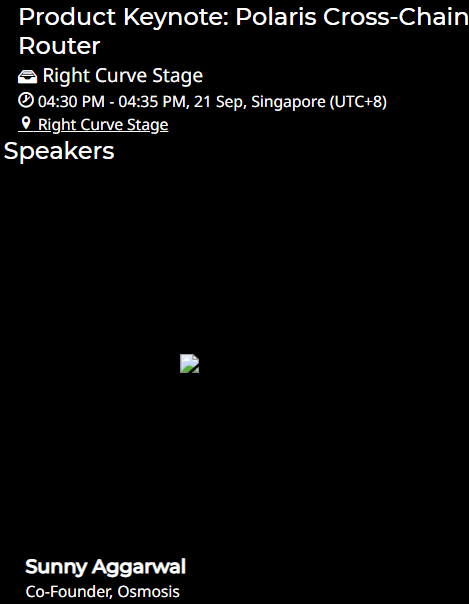 Product Keynote: Polaris Cross-Chain
Router
Right Curve Stage
04:30 PM - 04:35 PM, 21 Sep, Singapore (UTC+8)
Right Curve Stage
Speakers
Sunny Aggarwal
Co-Founder, Osmosis